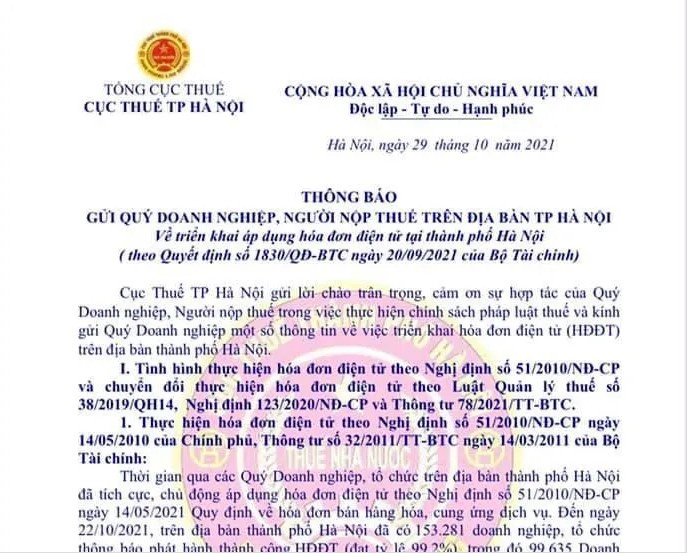 TỔNG CỤC THUẾ
CỤC THUẾ TP HÀ NỘI
CỘNG HÒA XÃ HỘI CHỦ NGHĨA VIỆT NAM
Độc lập - Tự do - Hạnh phúc
Hà Nội, ngày 29 tháng 10 năm 2021
THÔNG BÁO
GỬI QUÝ DOANH NGHIỆP, NGƯỜI NỘP THUẾ TRÊN ĐỊA BÀN TP HÀ NỘI
Về triển khai áp dụng hóa đơn điện tử tại thành phố Hà Nội
( theo Quyết định số 1830/QĐ-BTC ngày 20/09/2021 của Bộ Tài chính)
Cục Thuế TP Hà Nội gửi lời chào trân trọng, cảm ơn sự hợp tác của Quý
Doanh nghiệp, Người nộp thuế trong việc thực hiện chính sách pháp luật thuế và kính
gửi Quý Doanh nghiệp một số thông tin về việc triển khai hóa đơn điện tử (HĐĐT)
trên địa bàn thành phố Hà Nội.
I. Tình hình thực hiện hóa đơn điện tử theo Nghị định số 51/2010/NĐ-CP
và chuyển đổi thực hiện hóa đơn điện tử theo Luật Quản lý thuế số
38/2019/QH14, Nghị định 123/2020/NĐ-CP và Thông tư 78/2021/TT-BTC.
1. Thực hiện hóa đơn điện tử theo Nghị định số 51/2010/NĐ-CP ngày
14/05/2010 của Chính phủ, Thông tư số 32/2011/TT-BTC ngày 14/03/2011 của Bộ
Tài chính:
THUẾ NHÀ NƯỚC
Thời gian qua các Quý Doanh nghiệp, tổ chức trên địa bàn thành phố Hà Nội
đã tích cực, chủ động áp dụng hóa đơn điện tử theo Nghị định số 51/2010/NĐ-CP
ngày 14/05/2021 Quy định về hóa đơn bán hàng hóa, cung ứng dịch vụ. Đến ngày
22/10/2021, trên địa bàn thành phố Hà Nội đã có 153.281 doanh nghiệp, tổ chức
thông báo phát hành thành công HĐĐT (đạt tỷ lệ 99,2%), trong đó 99.635 Doanh